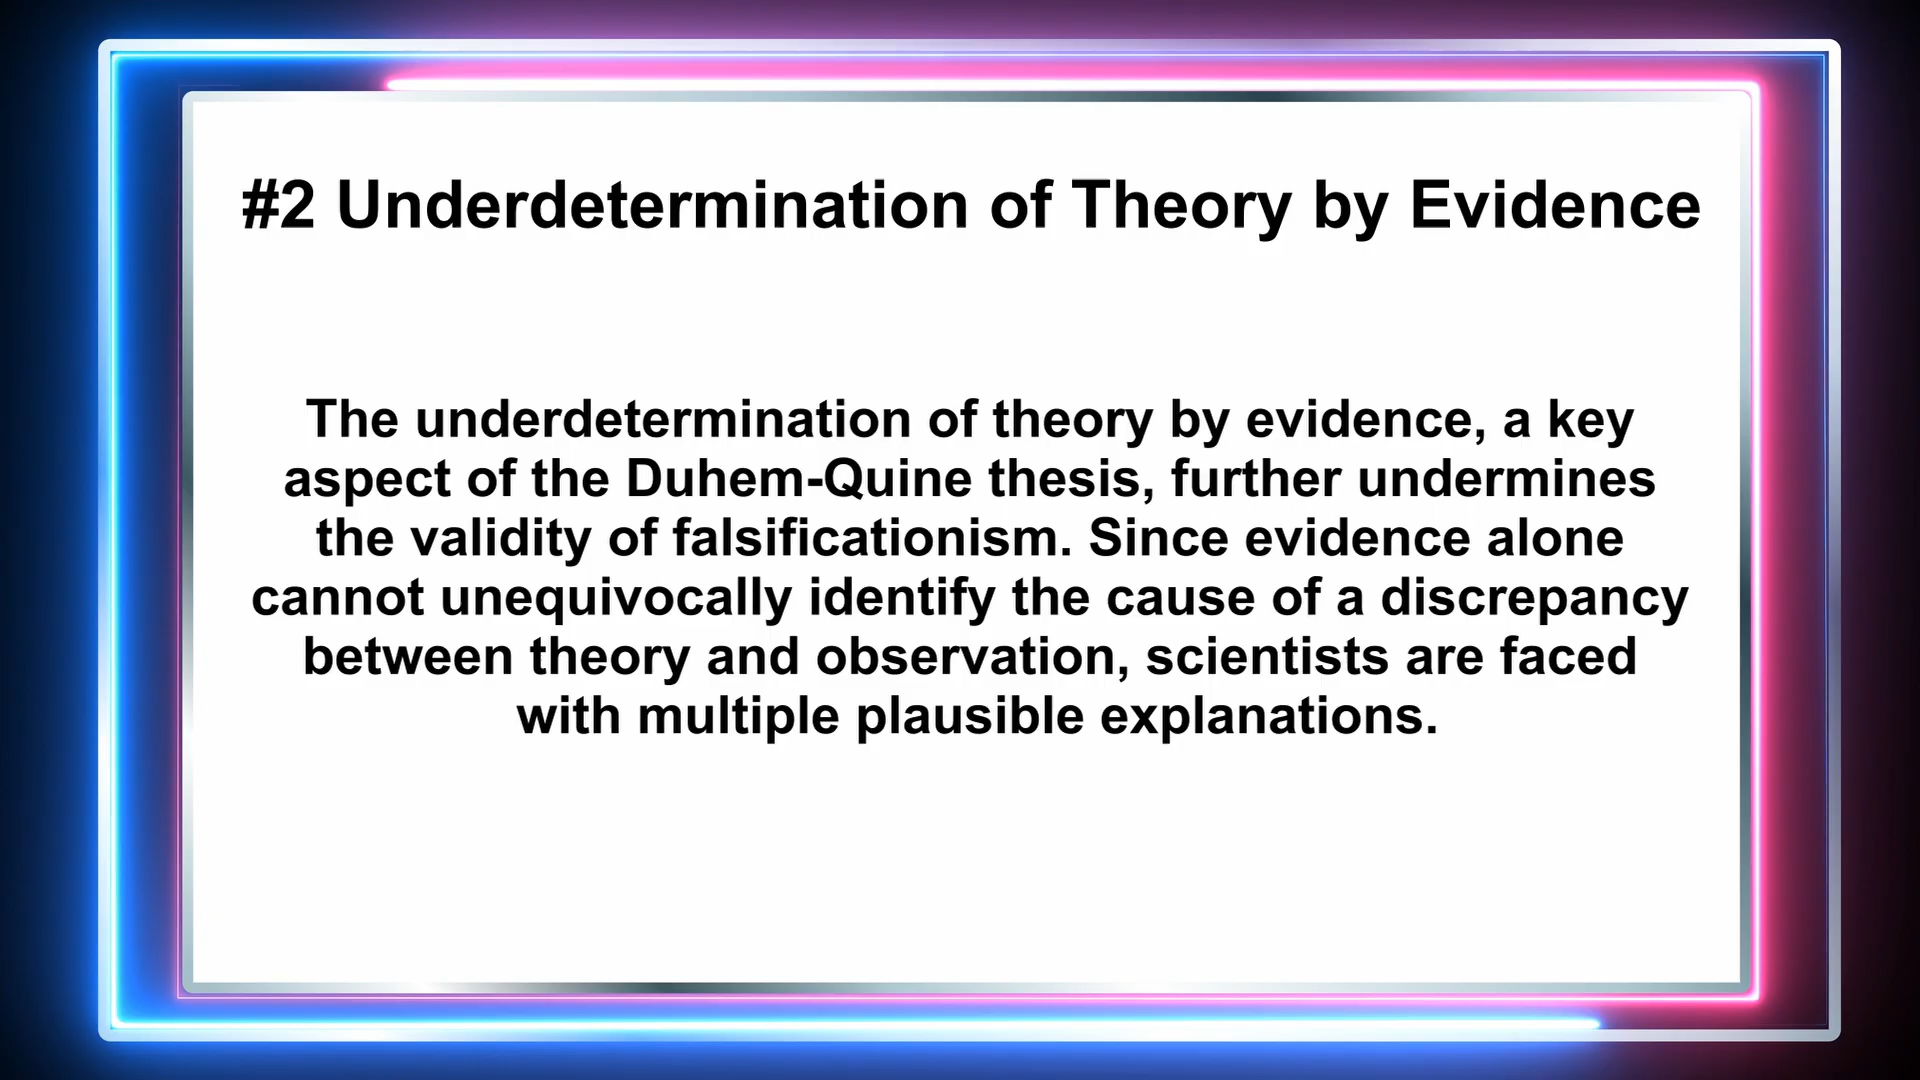 #2 Underdetermination of Theory by Evidence
The underdetermination of theory by evidence, a key
aspect of the Duhem-Quine thesis, further undermines
the validity of falsificationism. Since evidence alone
cannot unequivocally identify the cause of a discrepancy
between theory and observation, scientists are faced
with multiple plausible explanations.